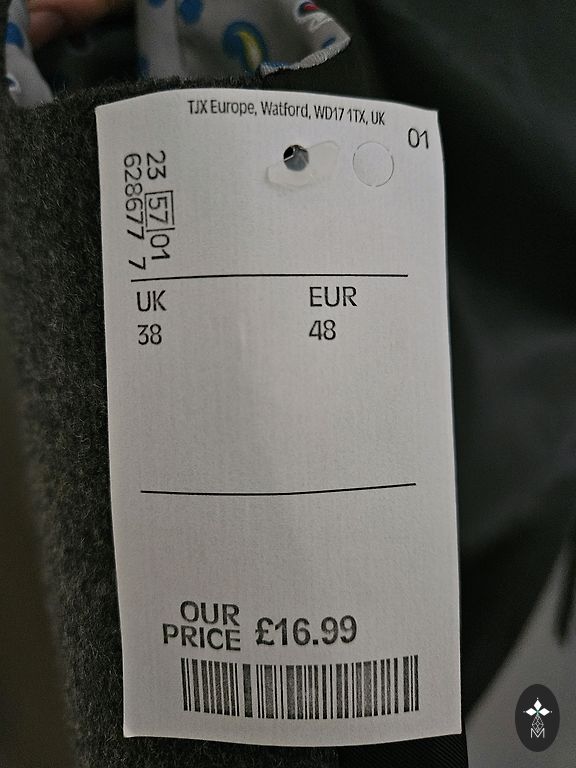 TJX Europe, Watford, WD17 1TX, UK
01
23 57 01
628677 7
UK EUR
38 48
OUR
PRICE £16.99
M